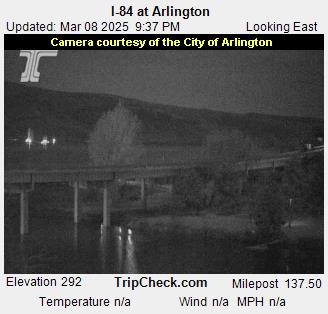 I-84 at Arlington
Updated: Mar 08 2025 9:37 PM Looking East
Camera courtesy of the City of Arlington
Elevation 292 TripCheck.com Milepost 137.50
Temperature n/a Wind n/a MPH n/a